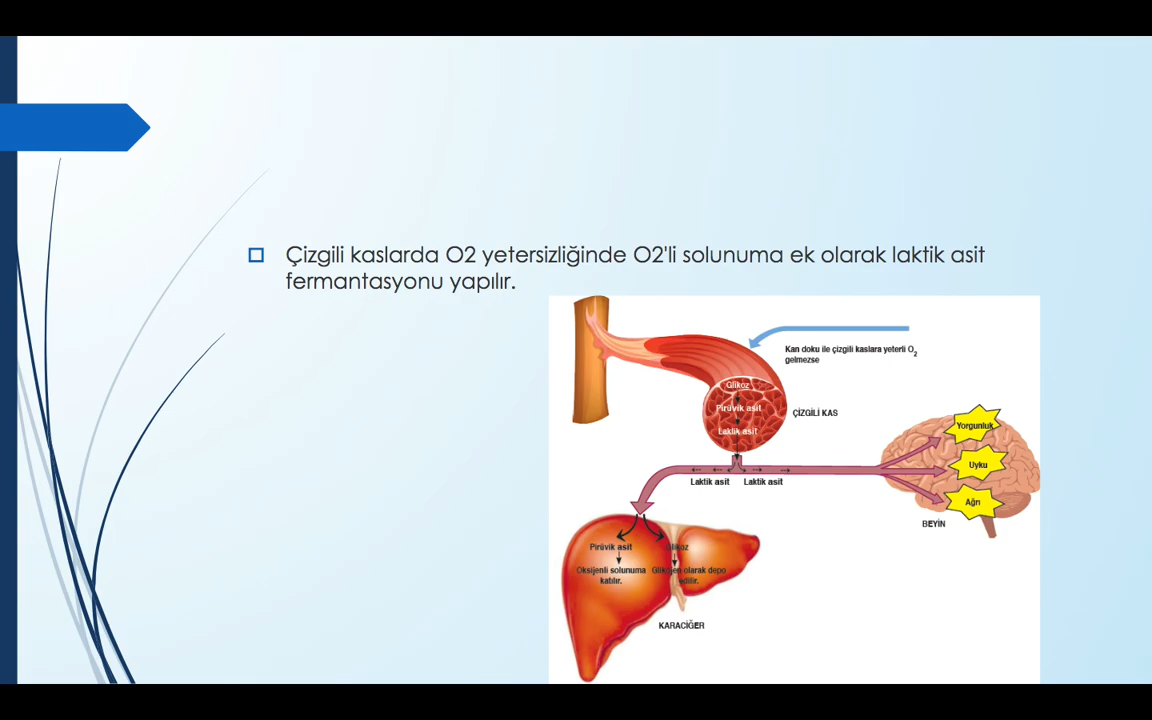 Çizgili kaslarda O2 yetersizliğinde O2'li solunuma ek olarak laktik asit
fermantasyonu yapılır.
Kan doku ile çizgili kaslara yeterli O2
gelmezse
Glikoz
Pirüvik asit
Laktik asit
ÇİZGİLİ KAS
Laktik asit
Laktik asit
Yorgunluk
Uyku
Ağrı
BEYİN
Pirüvik asit
Oksijenli solunuma
katılır.
Glikoz
Glikojen olarak depo
edilir.
KARACİĞER